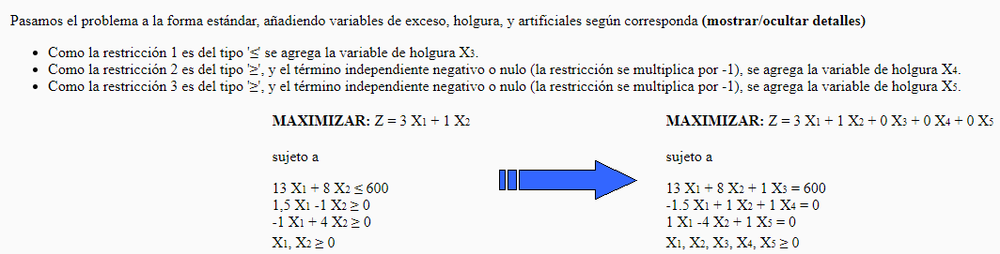 Pasamos el problema a la forma estándar, añadiendo variables de exceso, holgura, y artificiales según corresponda (mostrar/ocultar detalles)
• Como la restricción 1 es del tipo '≤' se agrega la variable de holgura X3.
• Como la restricción 2 es del tipo '≥', y el término independiente negativo o nulo (la restricción se multiplica por -1), se agrega la variable de holgura X4.
• Como la restricción 3 es del tipo '≥', y el término independiente negativo o nulo (la restricción se multiplica por -1), se agrega la variable de holgura X5.
MAXIMIZAR: Z = 3 X1 + 1 X2
sujeto a
13 X1 + 8 X2 ≤ 600
1,5 X1 -1 X2 ≥ 0
-1 X1 + 4 X2 ≥ 0
X1, X2 ≥ 0
MAXIMIZAR: Z = 3 X1 + 1 X2 + 0 X3 + 0 X4 + 0 X5
sujeto a
13 X1 + 8 X2 + 1 X3 = 600
-1.5 X1 + 1 X2 + 1 X4 = 0
1 X1 -4 X2 + 1 X5 = 0
X1, X2, X3, X4, X5 ≥ 0